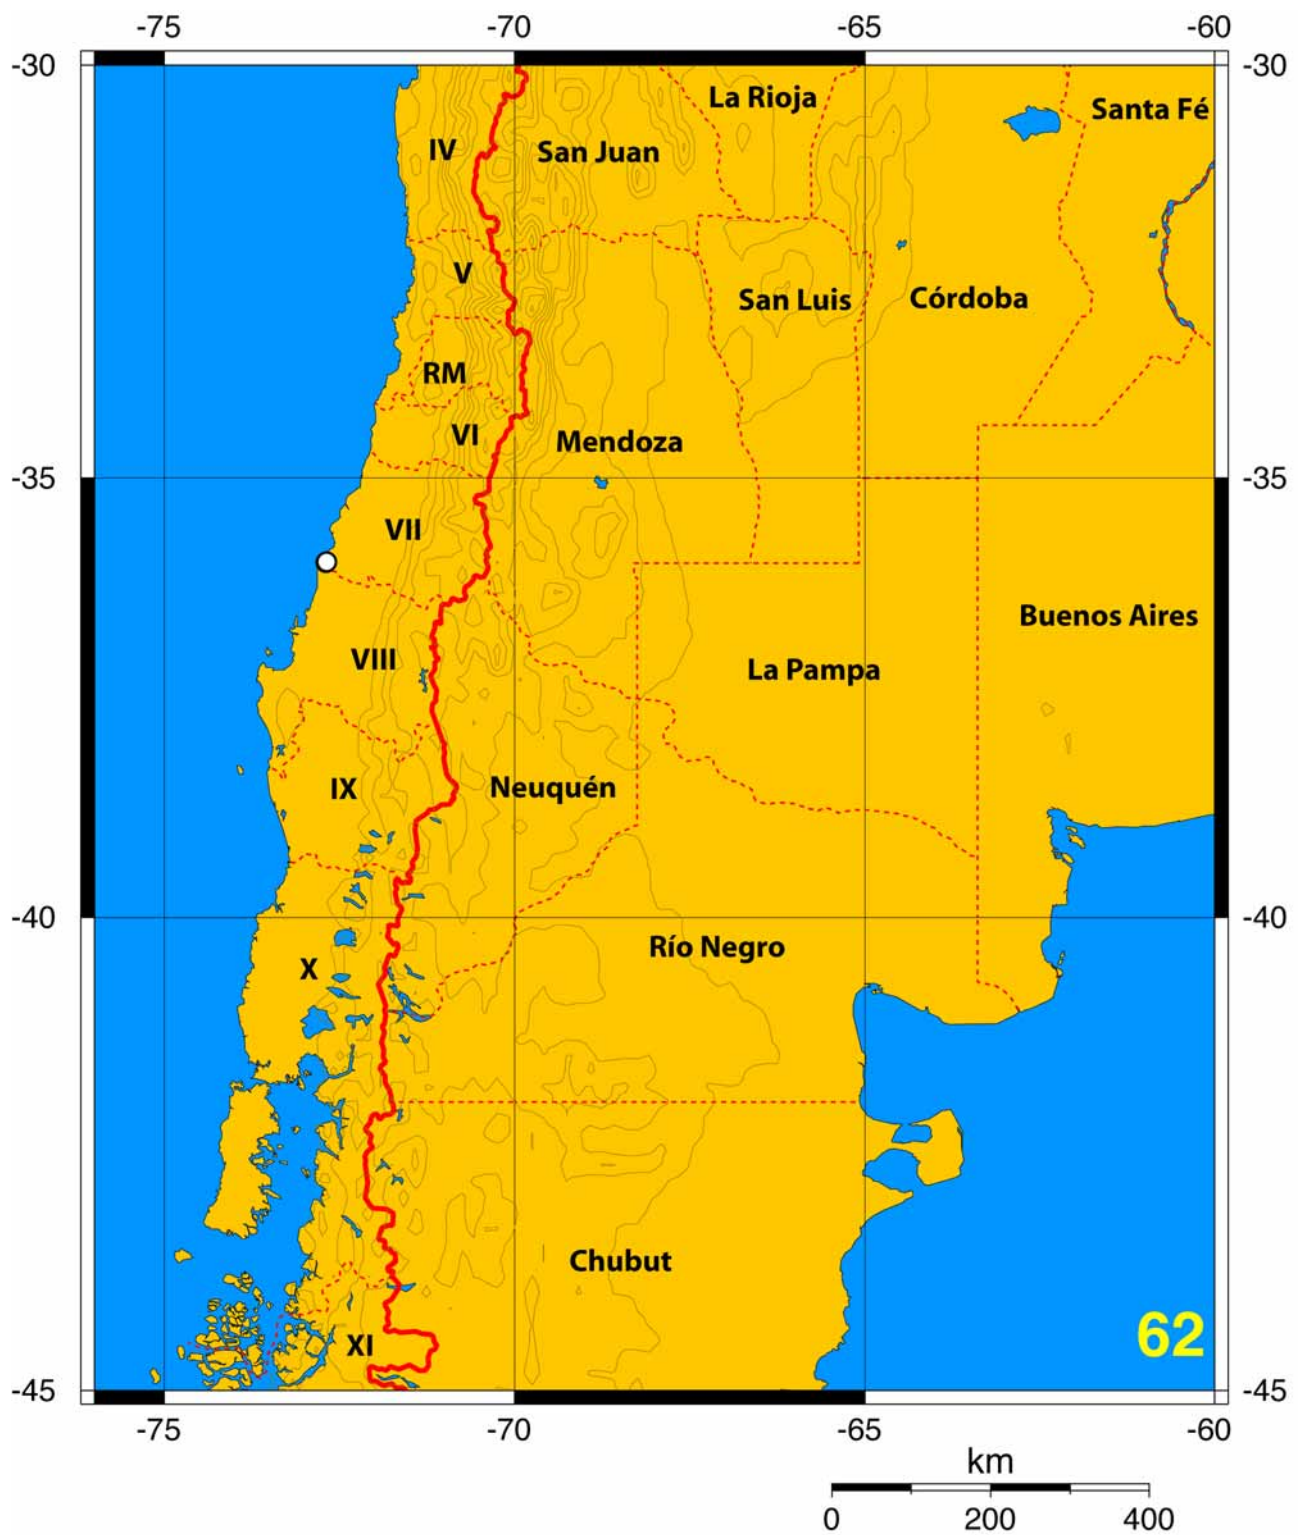 -75 -70 -65 -60
-30 -30
La Rioja
Santa Fé
IV
San Juan
V
San Luis
Córdoba
RM
VI
Mendoza
-35 -35
VII
Buenos Aires
VIII
La Pampa
IX
Neuquén
-40 -40
Río Negro
X
Chubut
62
XI
-45 -45
-75 -70 -65 -60
km
0 200 400